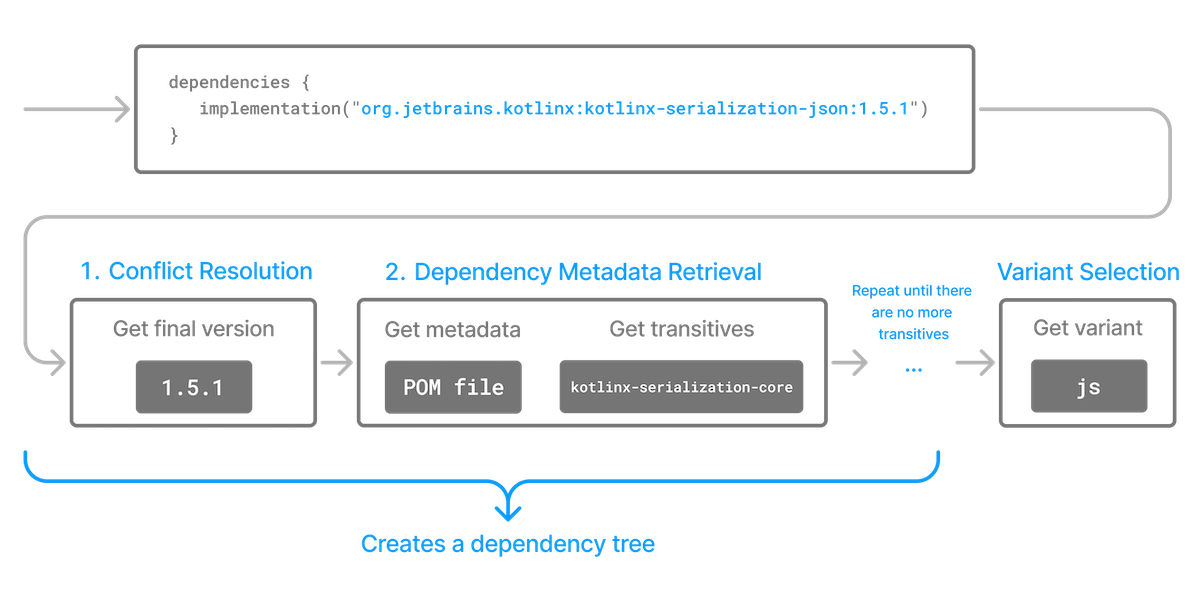 dependencies {
implementation("org.jetbrains.kotlinx:kotlinx-serialization-json:1.5.1")
}
1. Conflict Resolution
Get final version
1.5.1
2. Dependency Metadata Retrieval
Get metadata
POM file
Get transitives
kotlinx-serialization-core
Repeat until there
are no more
transitives
...
Variant Selection
Get variant
js
Creates a dependency tree